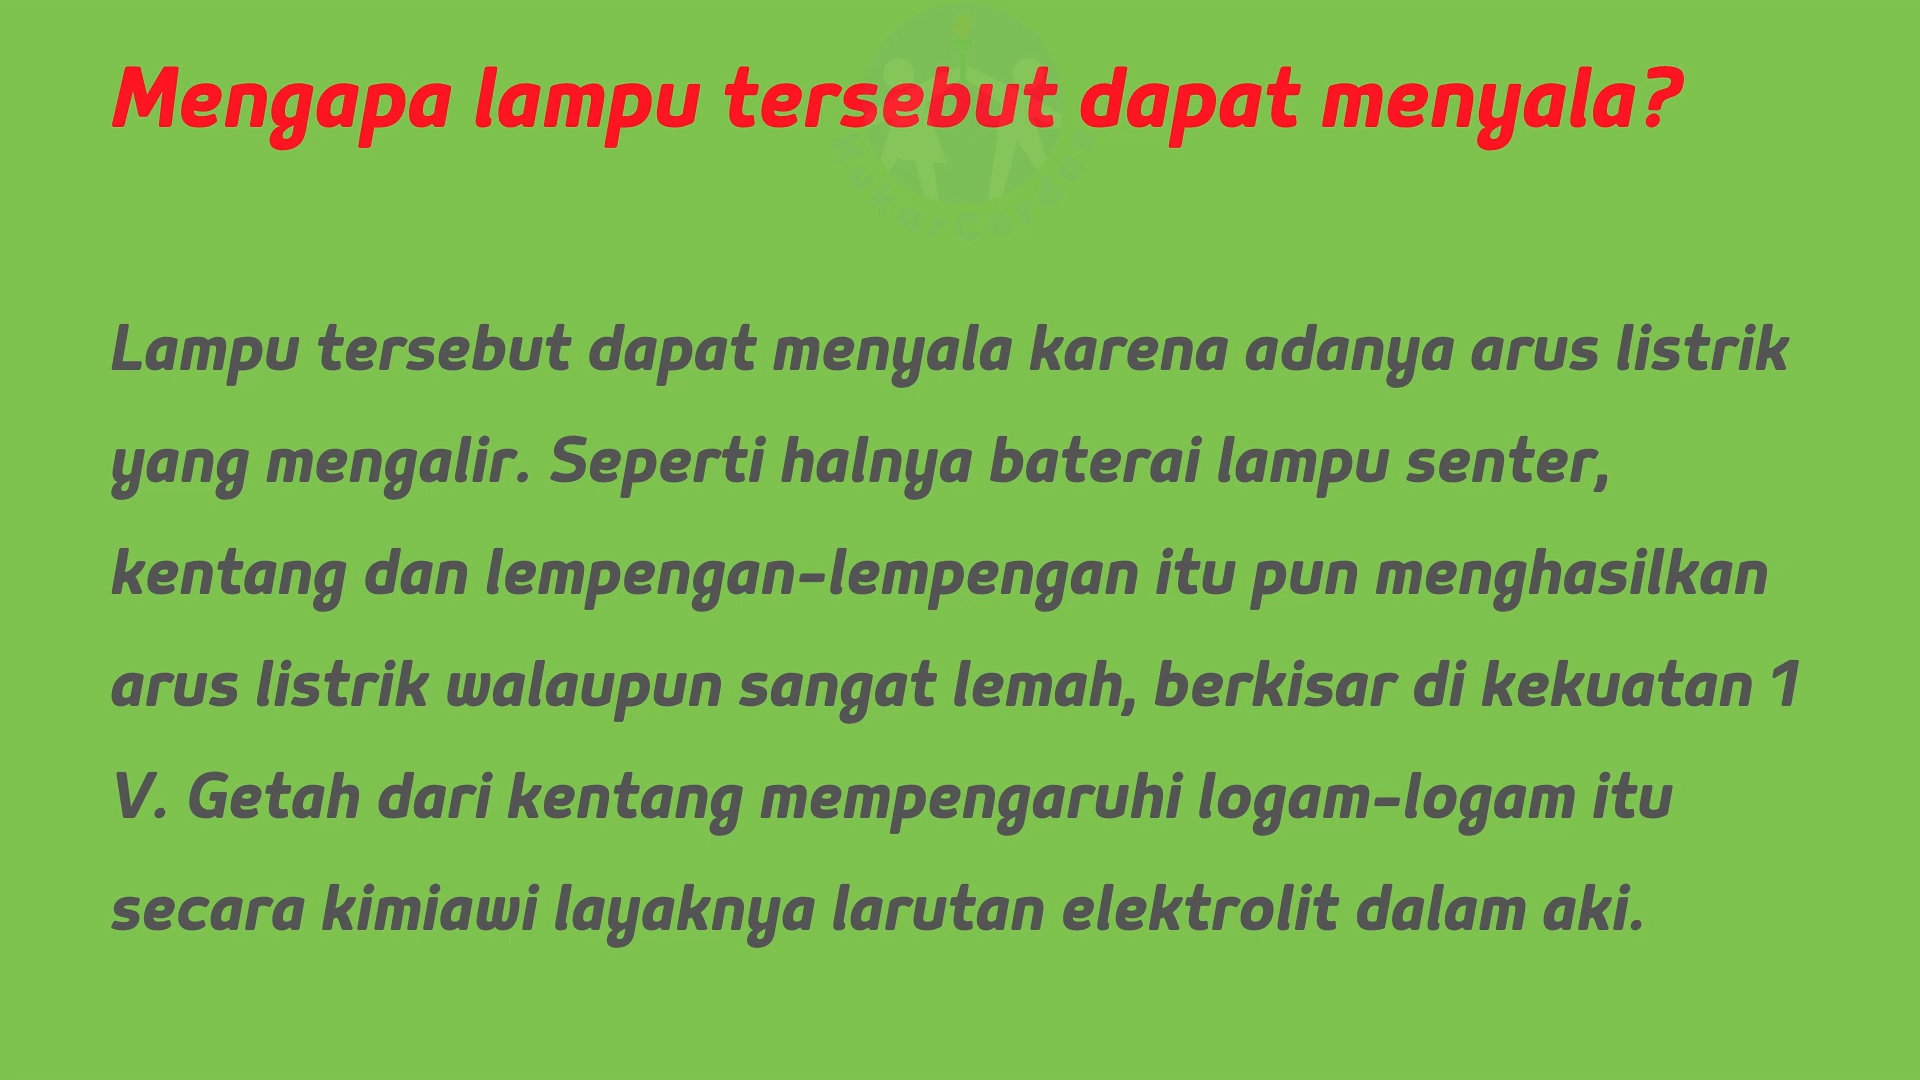 Mengapa lampu tersebut dapat menyala?
Lampu tersebut dapat menyala karena adanya arus listrik
yang mengalir. Seperti halnya baterai lampu senter,
kentang dan lempengan-lempengan itu pun menghasilkan
arus listrik walaupun sangat lemah, berkisar di kekuatan 1
V. Getah dari kentang mempengaruhi logam-logam itu
secara kimiawi layaknya larutan elektrolit dalam aki.